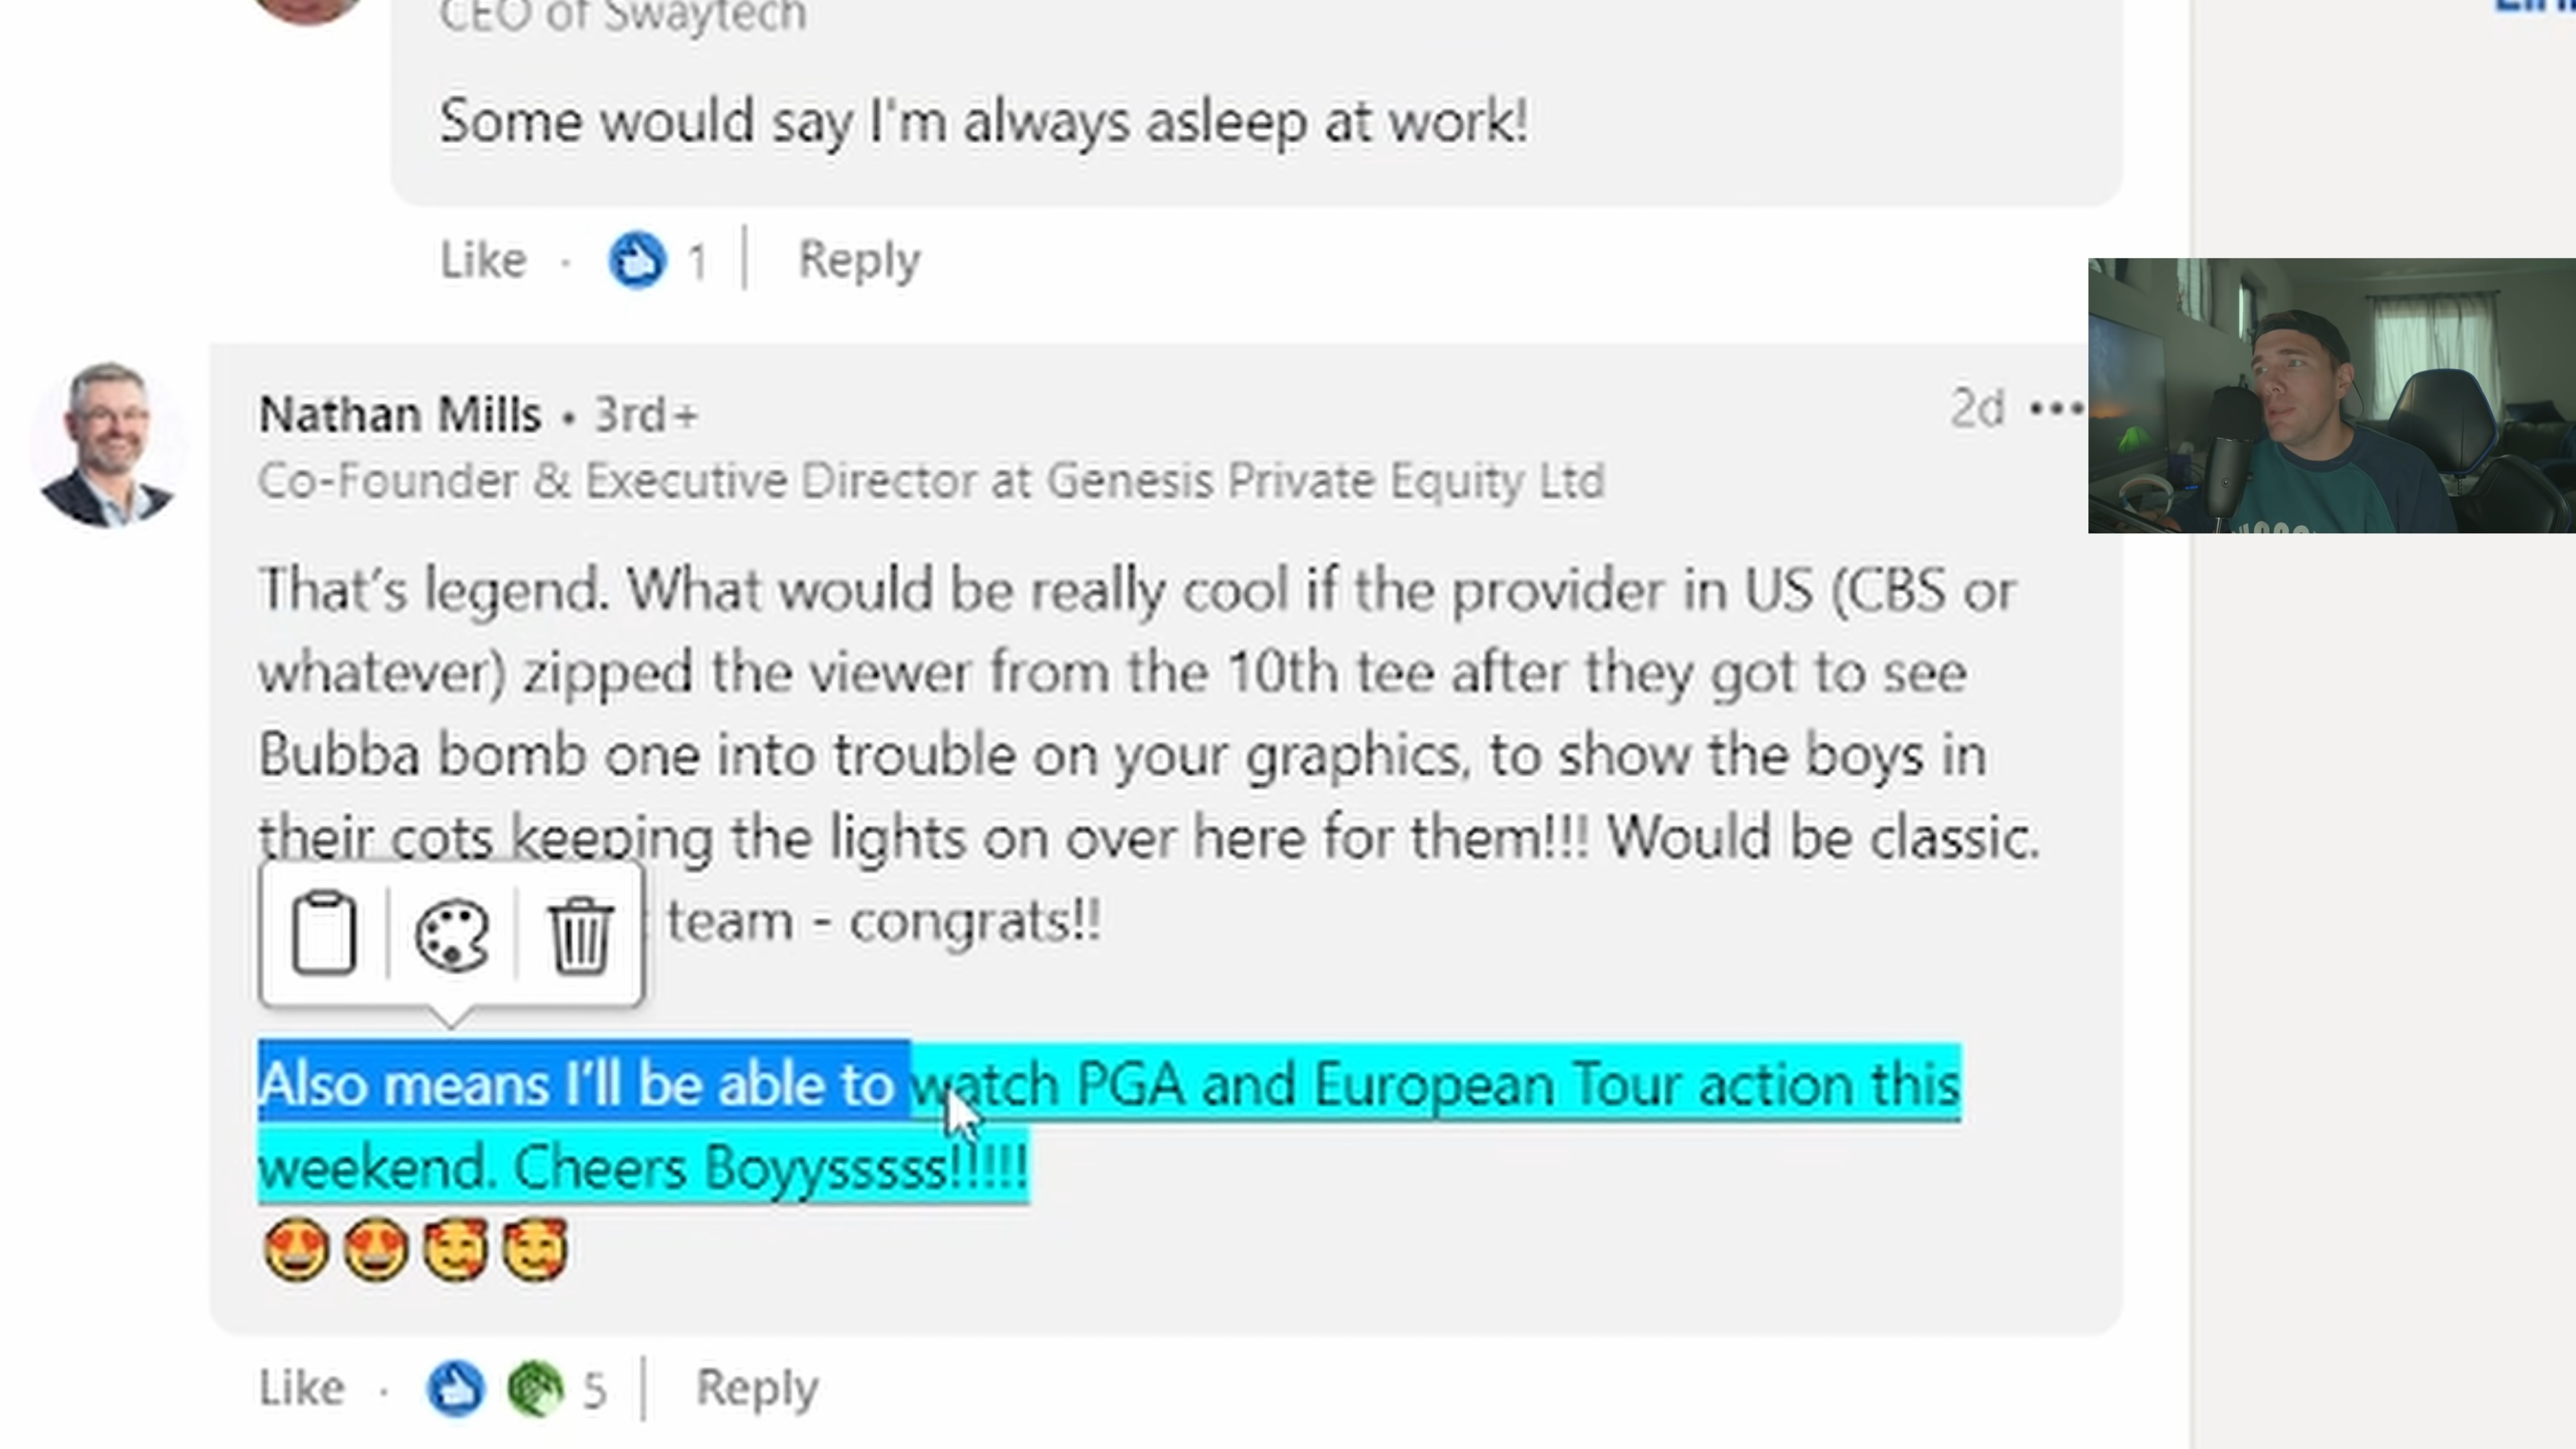 CEO of Swaytech
Some would say I'm always asleep at work!
Like · 1 | Reply
Nathan Mills • 3rd+
2d •••
Co-Founder & Executive Director at Genesis Private Equity Ltd
That’s legend. What would be really cool if the provider in US (CBS or
whatever) zipped the viewer from the 10th tee after they got to see
Bubba bomb one into trouble on your graphics, to show the boys in
their cots keeping the lights on over here for them!!! Would be classic.
team - congrats!!
Also means I’ll be able to watch PGA and European Tour action this
weekend. Cheers Boyysssss!!!!!
😍😍🥰🥰
Like · 5 | Reply